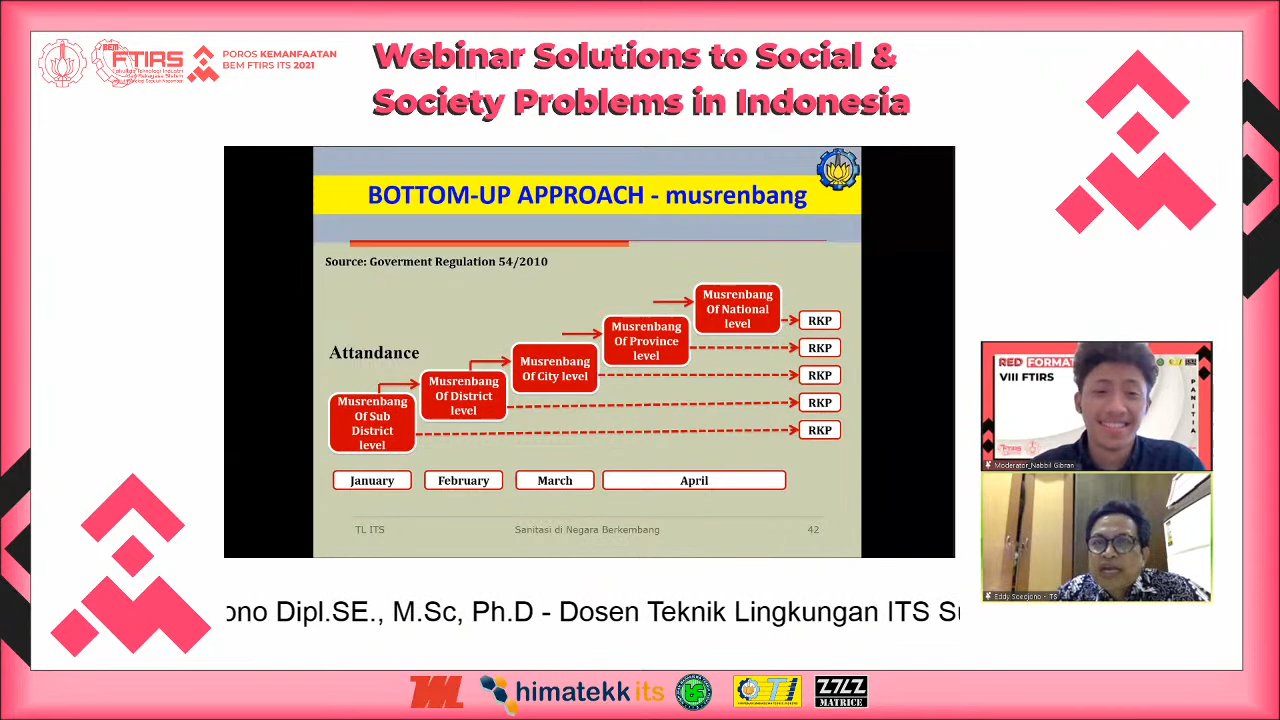 BEM
FTIRS
POROS KEMANFAATAN
BEM FTIRS ITS 2021
Webinar Solutions to Social &
Society Problems in Indonesia
BOTTOM-UP APPROACH - musrenbang
Source: Goverment Regulation 54/2010
Attandance
Musrenbang
Of Sub
District
level
Musrenbang
Of District
level
Musrenbang
Of City level
Musrenbang
Of Province
level
Musrenbang
Of National
level
RKP
RKP
RKP
RKP
RKP
January
February
March
April
TL ITS
Sanitasi di Negara Berkembang
42
RED FORMAT
VIII FTIRS
PANITIA
Moderator_Nabbil Gibran
Eddy Soedjono - TS
ono Dipl.SE., M.Sc, Ph.D - Dosen Teknik Lingkungan ITS Su
himatekk its
MATRICE